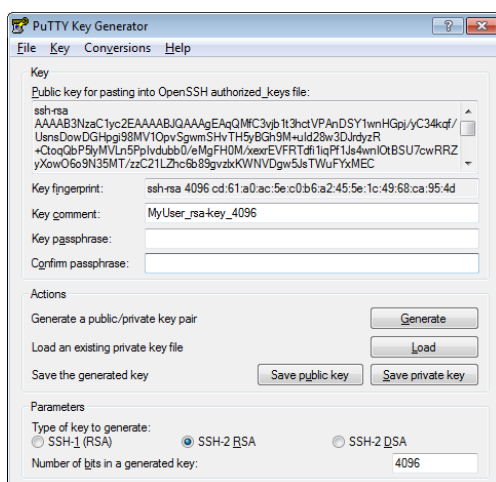 PuTTY Key Generator
File Key Conversions Help
Key
Public key for pasting into OpenSSH authorized_keys file:
ssh-rsa
AAAAB3NzaC1yc2EAAAABJQAAAgEAqQMfC3vjb1t3hctVPAnDSY1wnHGpj/yC34kqf/
UsnsDowDGHpgi98MV1OpvSgwmSHvTH5yBGh9M+uld28w3DJrdyzR
+CtoqQbP5lyMVLn5Pplvdubb0/eMgFH0M/xexrEVFRTdfi1iqPf1Js4wnlOtBSU7cwRRZ
yXowO6o9N35MT/zzC21LZhc6b89gvzlxKWNVDgw5JsTWuFYxMEC
Key fingerprint: ssh-rsa 4096 cd:61:a0:ac:5e:c0:b6:a2:45:5e:1c:49:68:ca:95:4d
Key comment: MyUser_rsa-key_4096
Key passphrase:
Confirm passphrase:
Actions
Generate a public/private key pair Generate
Load an existing private key file Load
Save the generated key Save public key Save private key
Parameters
Type of key to generate:
SSH-1 (RSA) SSH-2 RSA SSH-2 DSA
Number of bits in a generated key: 4096